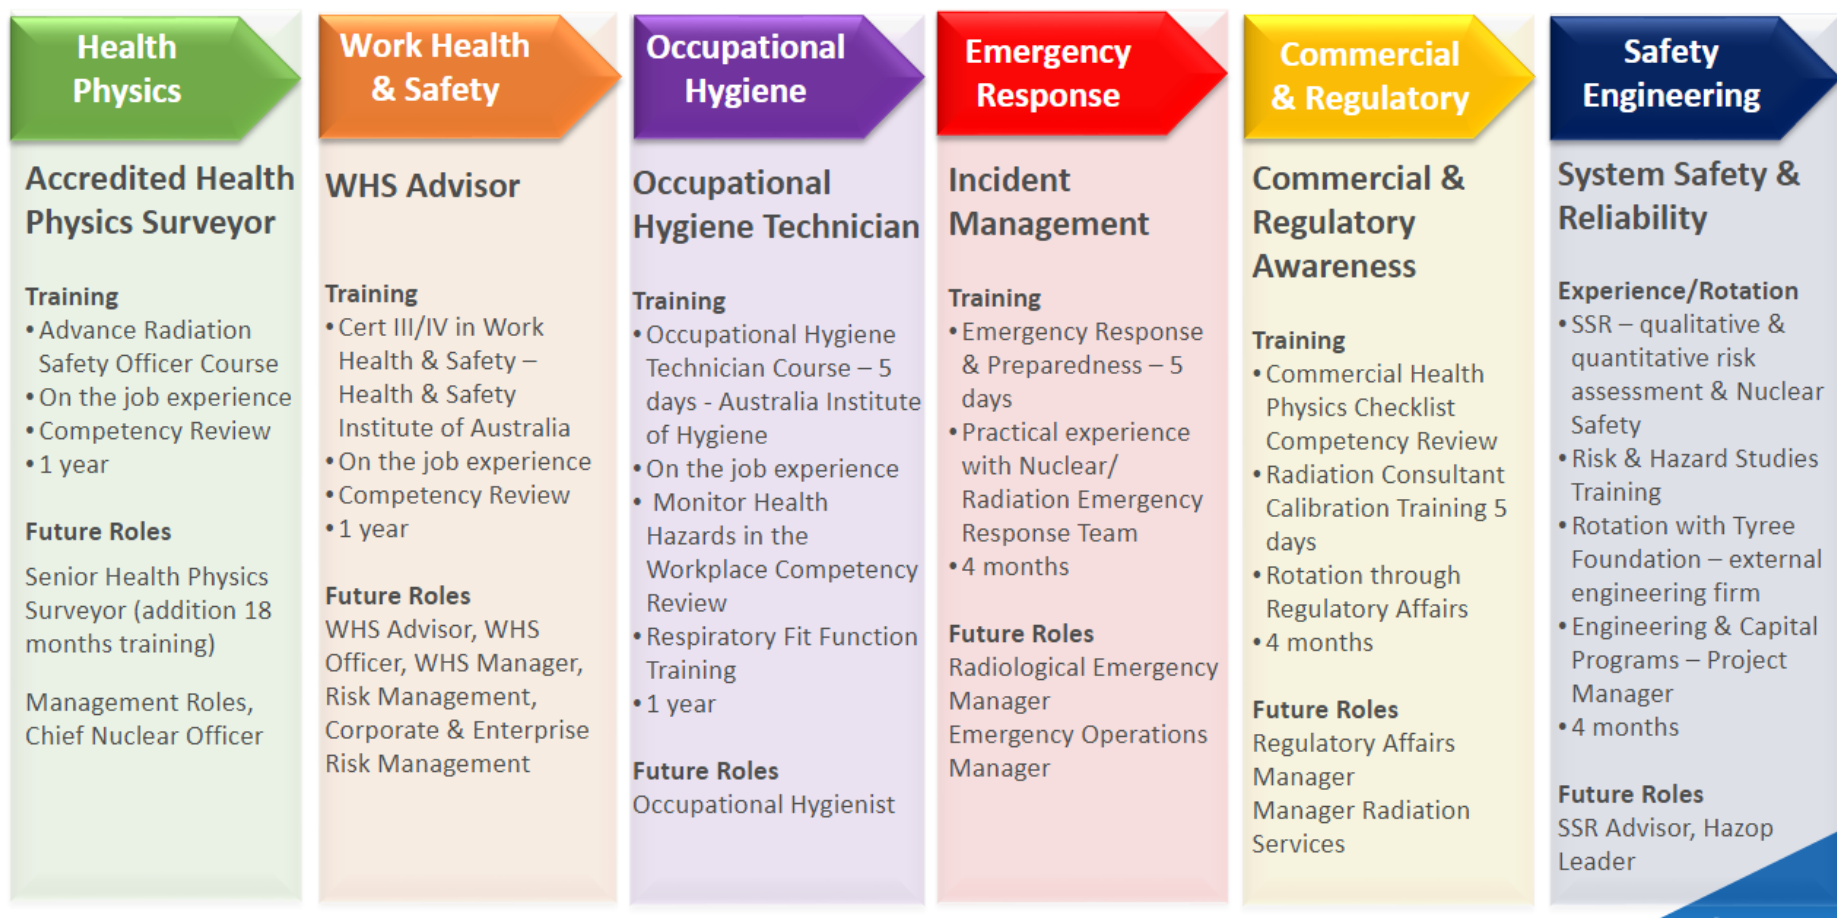 Health
Physics
Accredited Health
Physics Surveyor
Training
• Advance Radiation
Safety Officer Course
• On the job experience
• Competency Review
• 1 year
Future Roles
Senior Health Physics
Surveyor (addition 18
months training)
Management Roles,
Chief Nuclear Officer
Work Health
& Safety
WHS Advisor
Training
• Cert III/IV in Work
Health & Safety –
Health & Safety
Institute of Australia
• On the job experience
• Competency Review
• 1 year
Future Roles
WHS Advisor, WHS
Officer, WHS Manager,
Risk Management,
Corporate & Enterprise
Risk Management
Occupational
Hygiene
Occupational
Hygiene Technician
Training
• Occupational Hygiene
Technician Course – 5
days - Australia Institute
of Hygiene
• On the job experience
• Monitor Health
Hazards in the
Workplace Competency
Review
• Respiratory Fit Function
Training
• 1 year
Future Roles
Occupational Hygienist
Emergency
Response
Incident
Management
Training
• Emergency Response
& Preparedness – 5
days
• Practical experience
with Nuclear/
Radiation Emergency
Response Team
• 4 months
Future Roles
Radiological Emergency
Manager
Emergency Operations
Manager
Commercial
& Regulatory
Commercial &
Regulatory
Awareness
Training
• Commercial Health
Physics Checklist
Competency Review
• Radiation Consultant
Calibration Training 5
days
• Rotation through
Regulatory Affairs
• 4 months
Future Roles
Regulatory Affairs
Manager
Manager Radiation
Services
Safety
Engineering
System Safety &
Reliability
Experience/Rotation
• SSR – qualitative &
quantitative risk
assessment & Nuclear
Safety
• Risk & Hazard Studies
Training
• Rotation with Tyree
Foundation – external
engineering firm
• Engineering & Capital
Programs – Project
Manager
• 4 months
Future Roles
SSR Advisor, Hazop
Leader